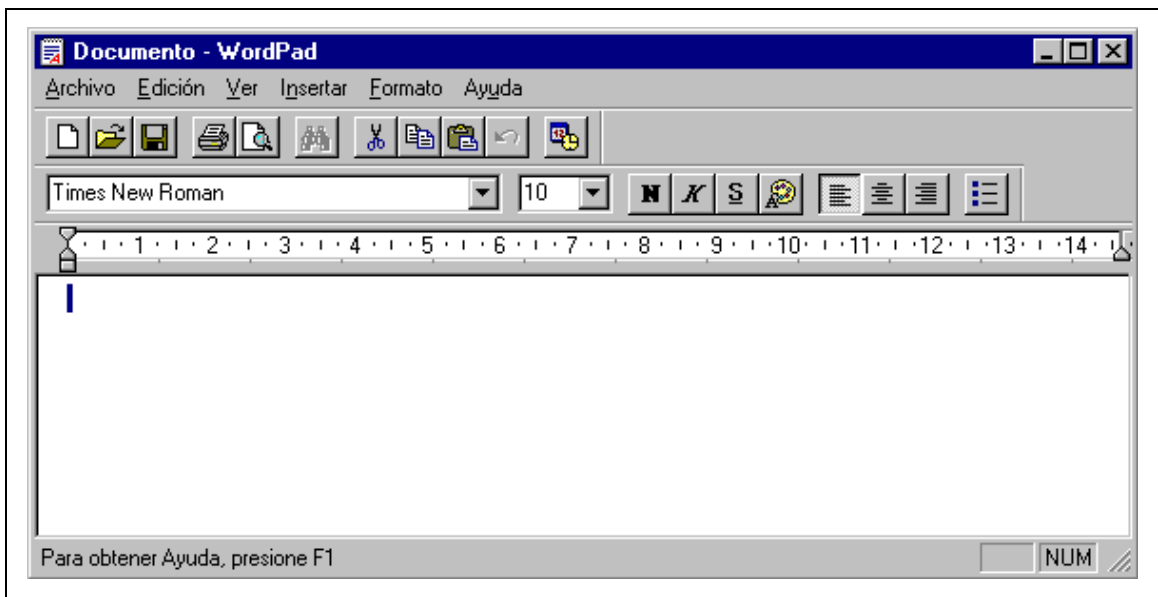 Documento - WordPad
Archivo Edición Ver Insertar Formato Ayuda
Times New Roman 10 N K S
1 2 3 4 5 6 7 8 9 10 11 12 13 14
Para obtener Ayuda, presione F1 NUM